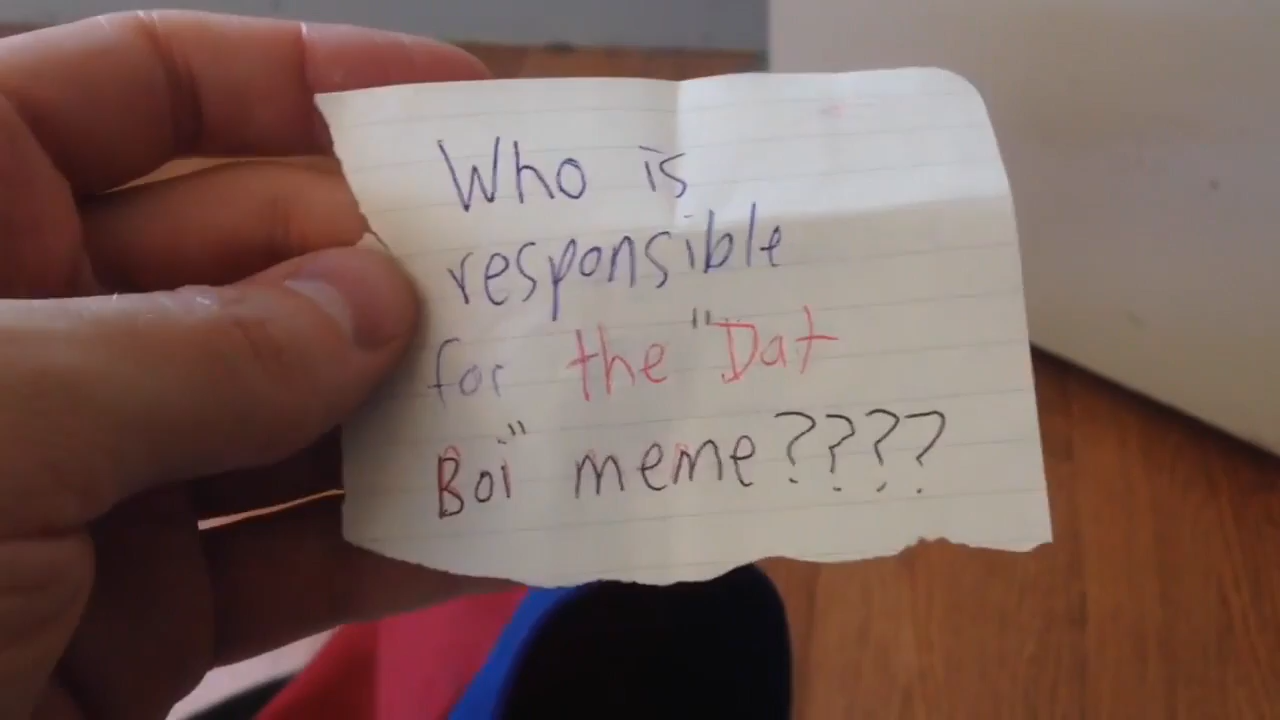 Who is
responsible
for the "Dat
Boi" meme????